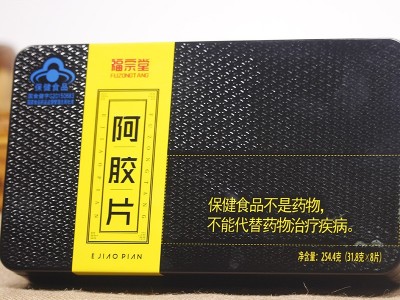 保健食品
福宗堂
FUZONGTANG
阿胶片
EJIAO PIAN
保健食品不是药物，
不能代替药物治疗疾病。
净含量：254.4克（31.8克×8片）